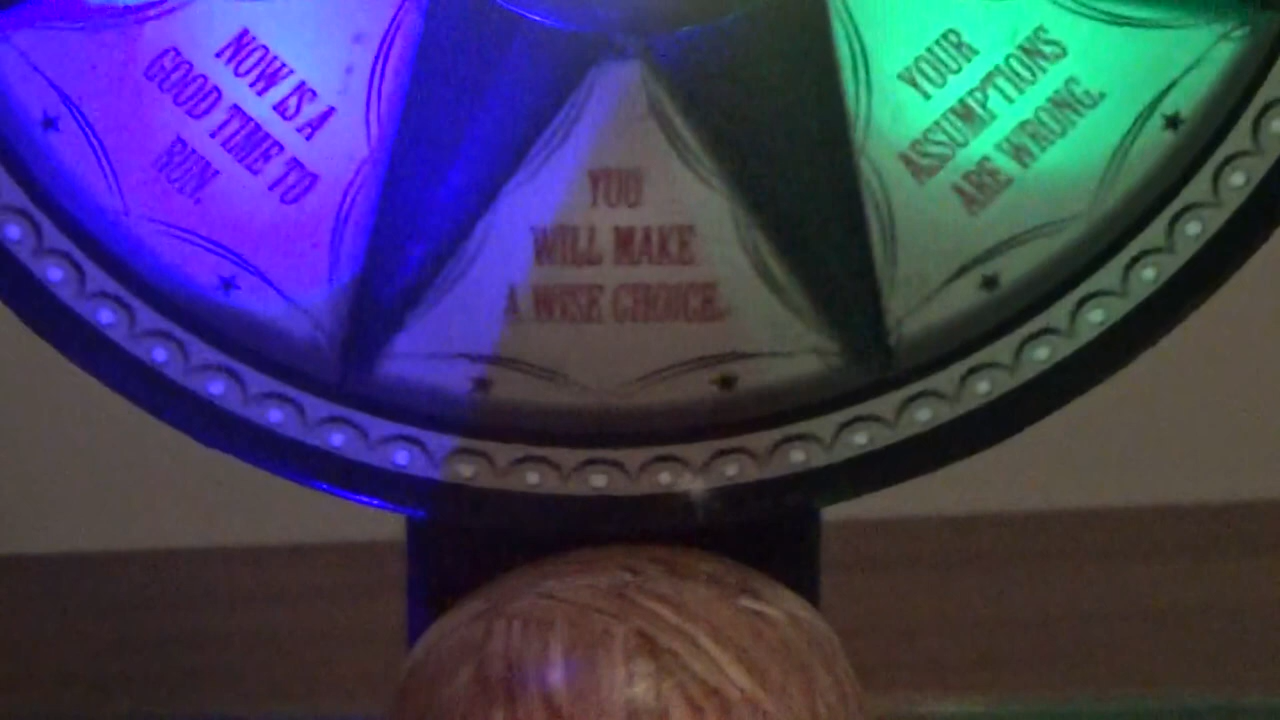 NOW IS A
GOOD TIME TO
RUN.
YOU
WILL MAKE
A WISE CHOICE.
YOUR
ASSUMPTIONS
ARE WRONG.